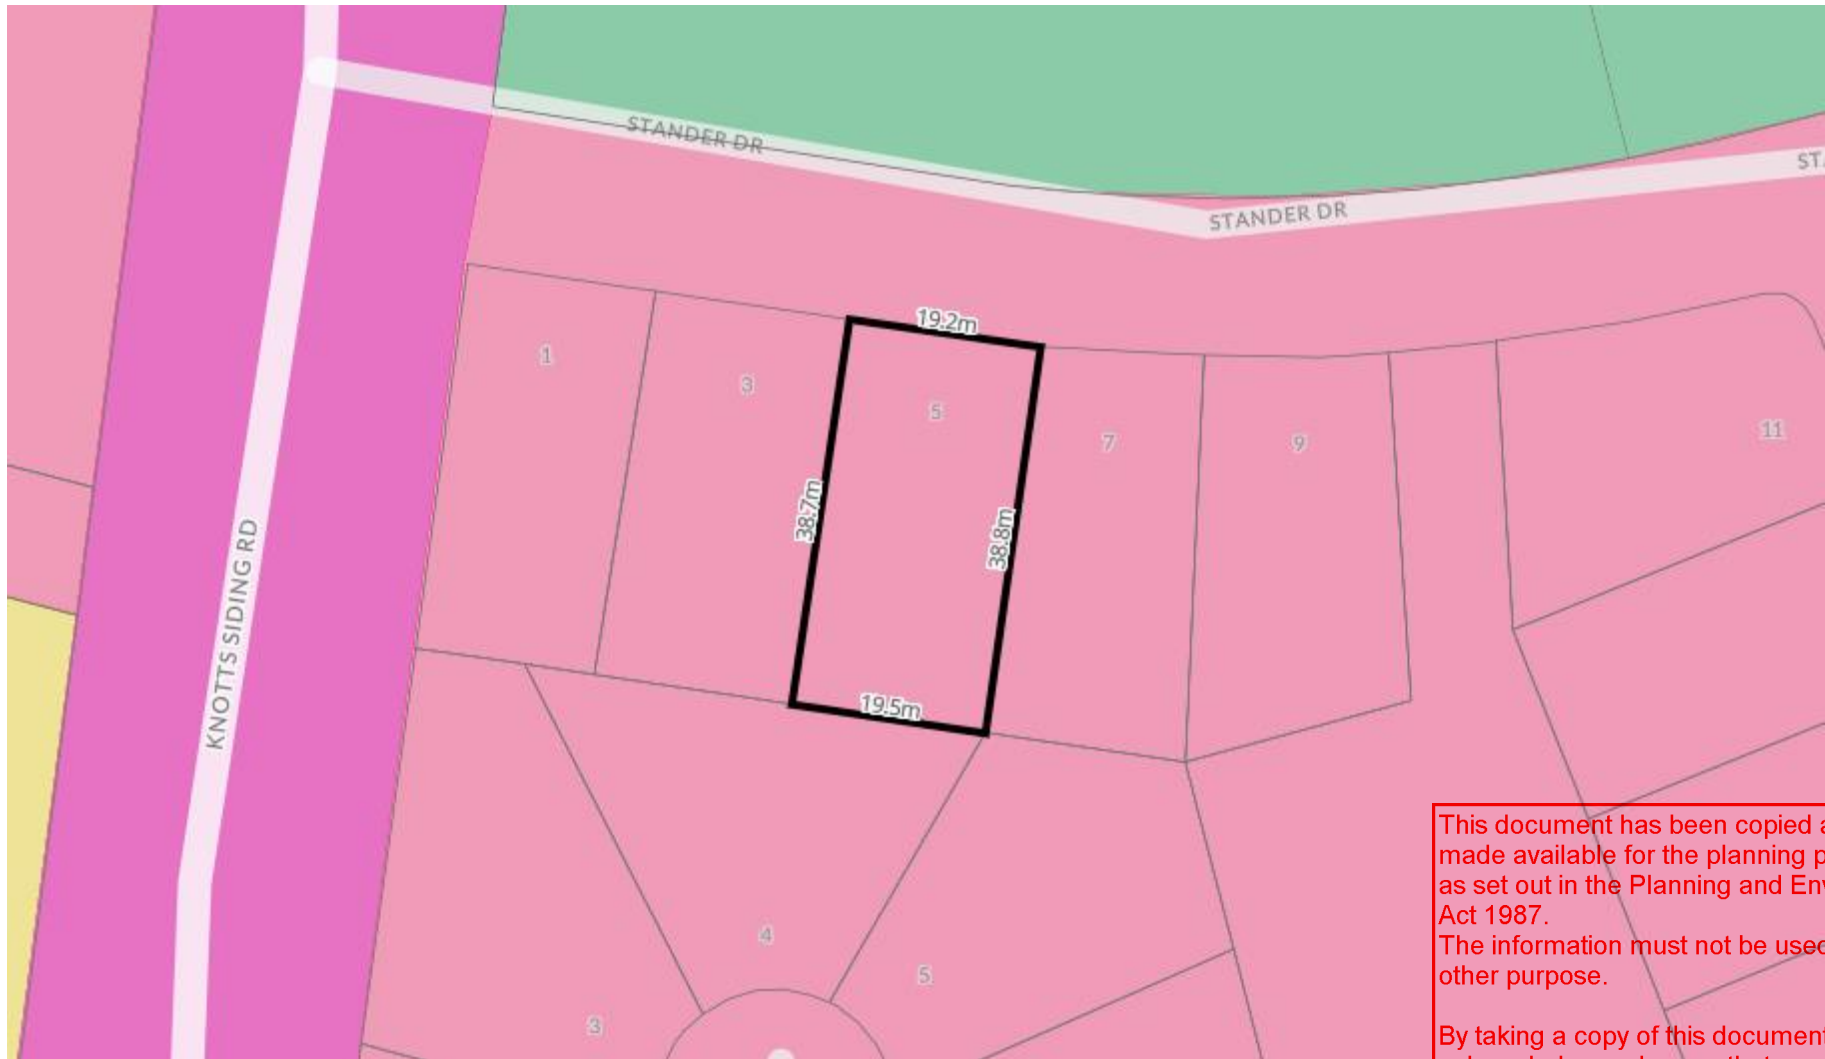 STANDER DR
STANDER DR
19.2m
1
3
5
7
9
11
38.7m
38.8m
KNOTTS SIDING RD
19.5m
4
5
3
This document has been copied
made available for the planning
as set out in the Planning and
Act 1987.
The information must not be used
other purpose.
By taking a copy of this document